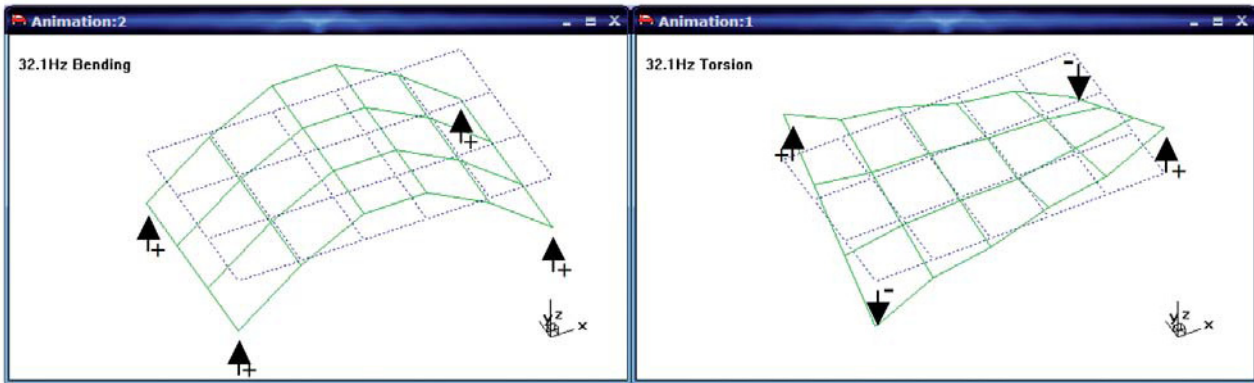 Animation:2
32.1Hz Bending
+
+
+
+
y z x
Animation:1
32.1Hz Torsion
-
+
+
-
y z x